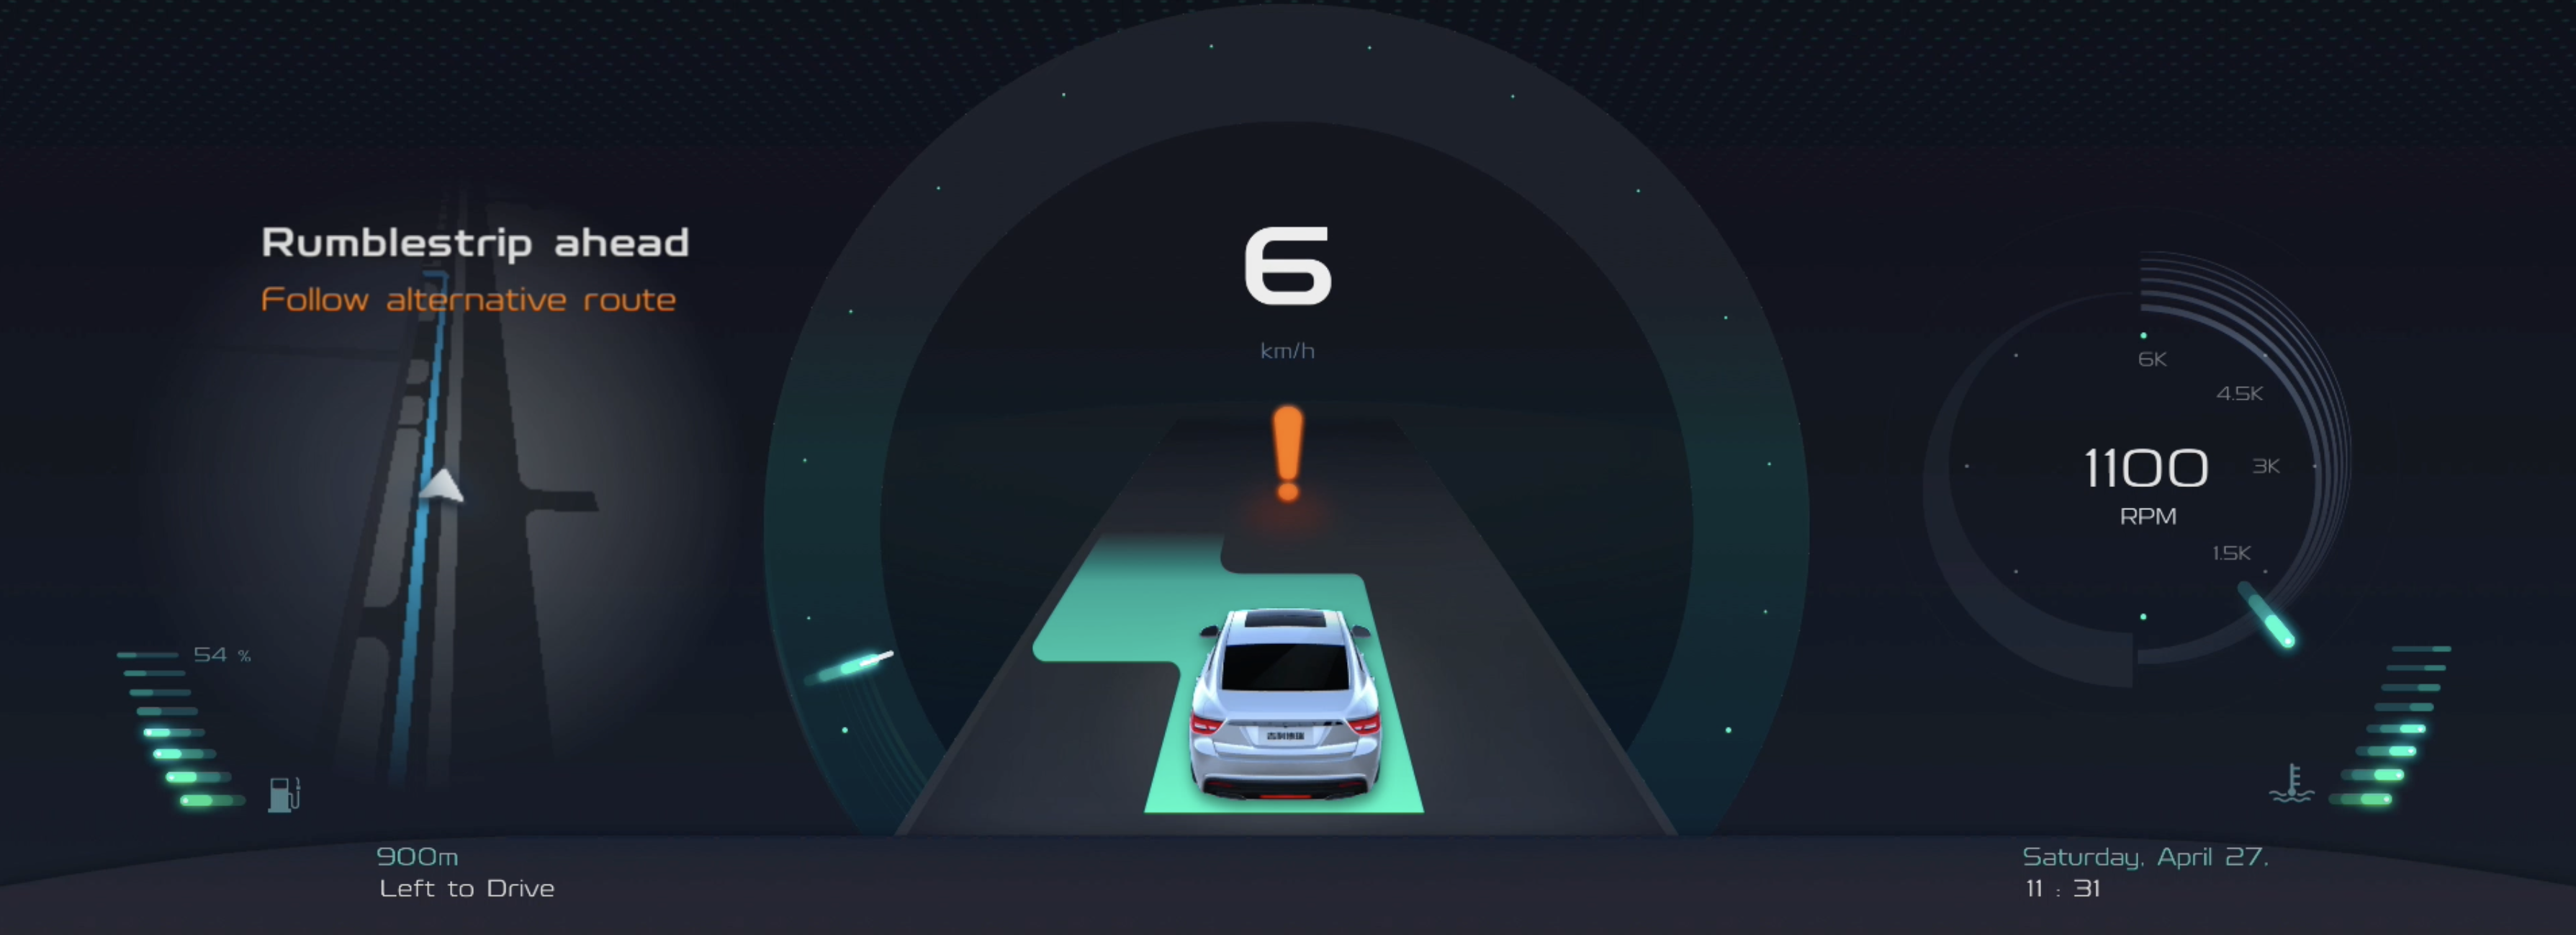 Rumblestrip ahead
Follow alternative route
54 %
900m
Left to Drive
6
km/h
6K
4.5K
3K
1.5K
1100
RPM
Saturday, April 27.
11 : 31